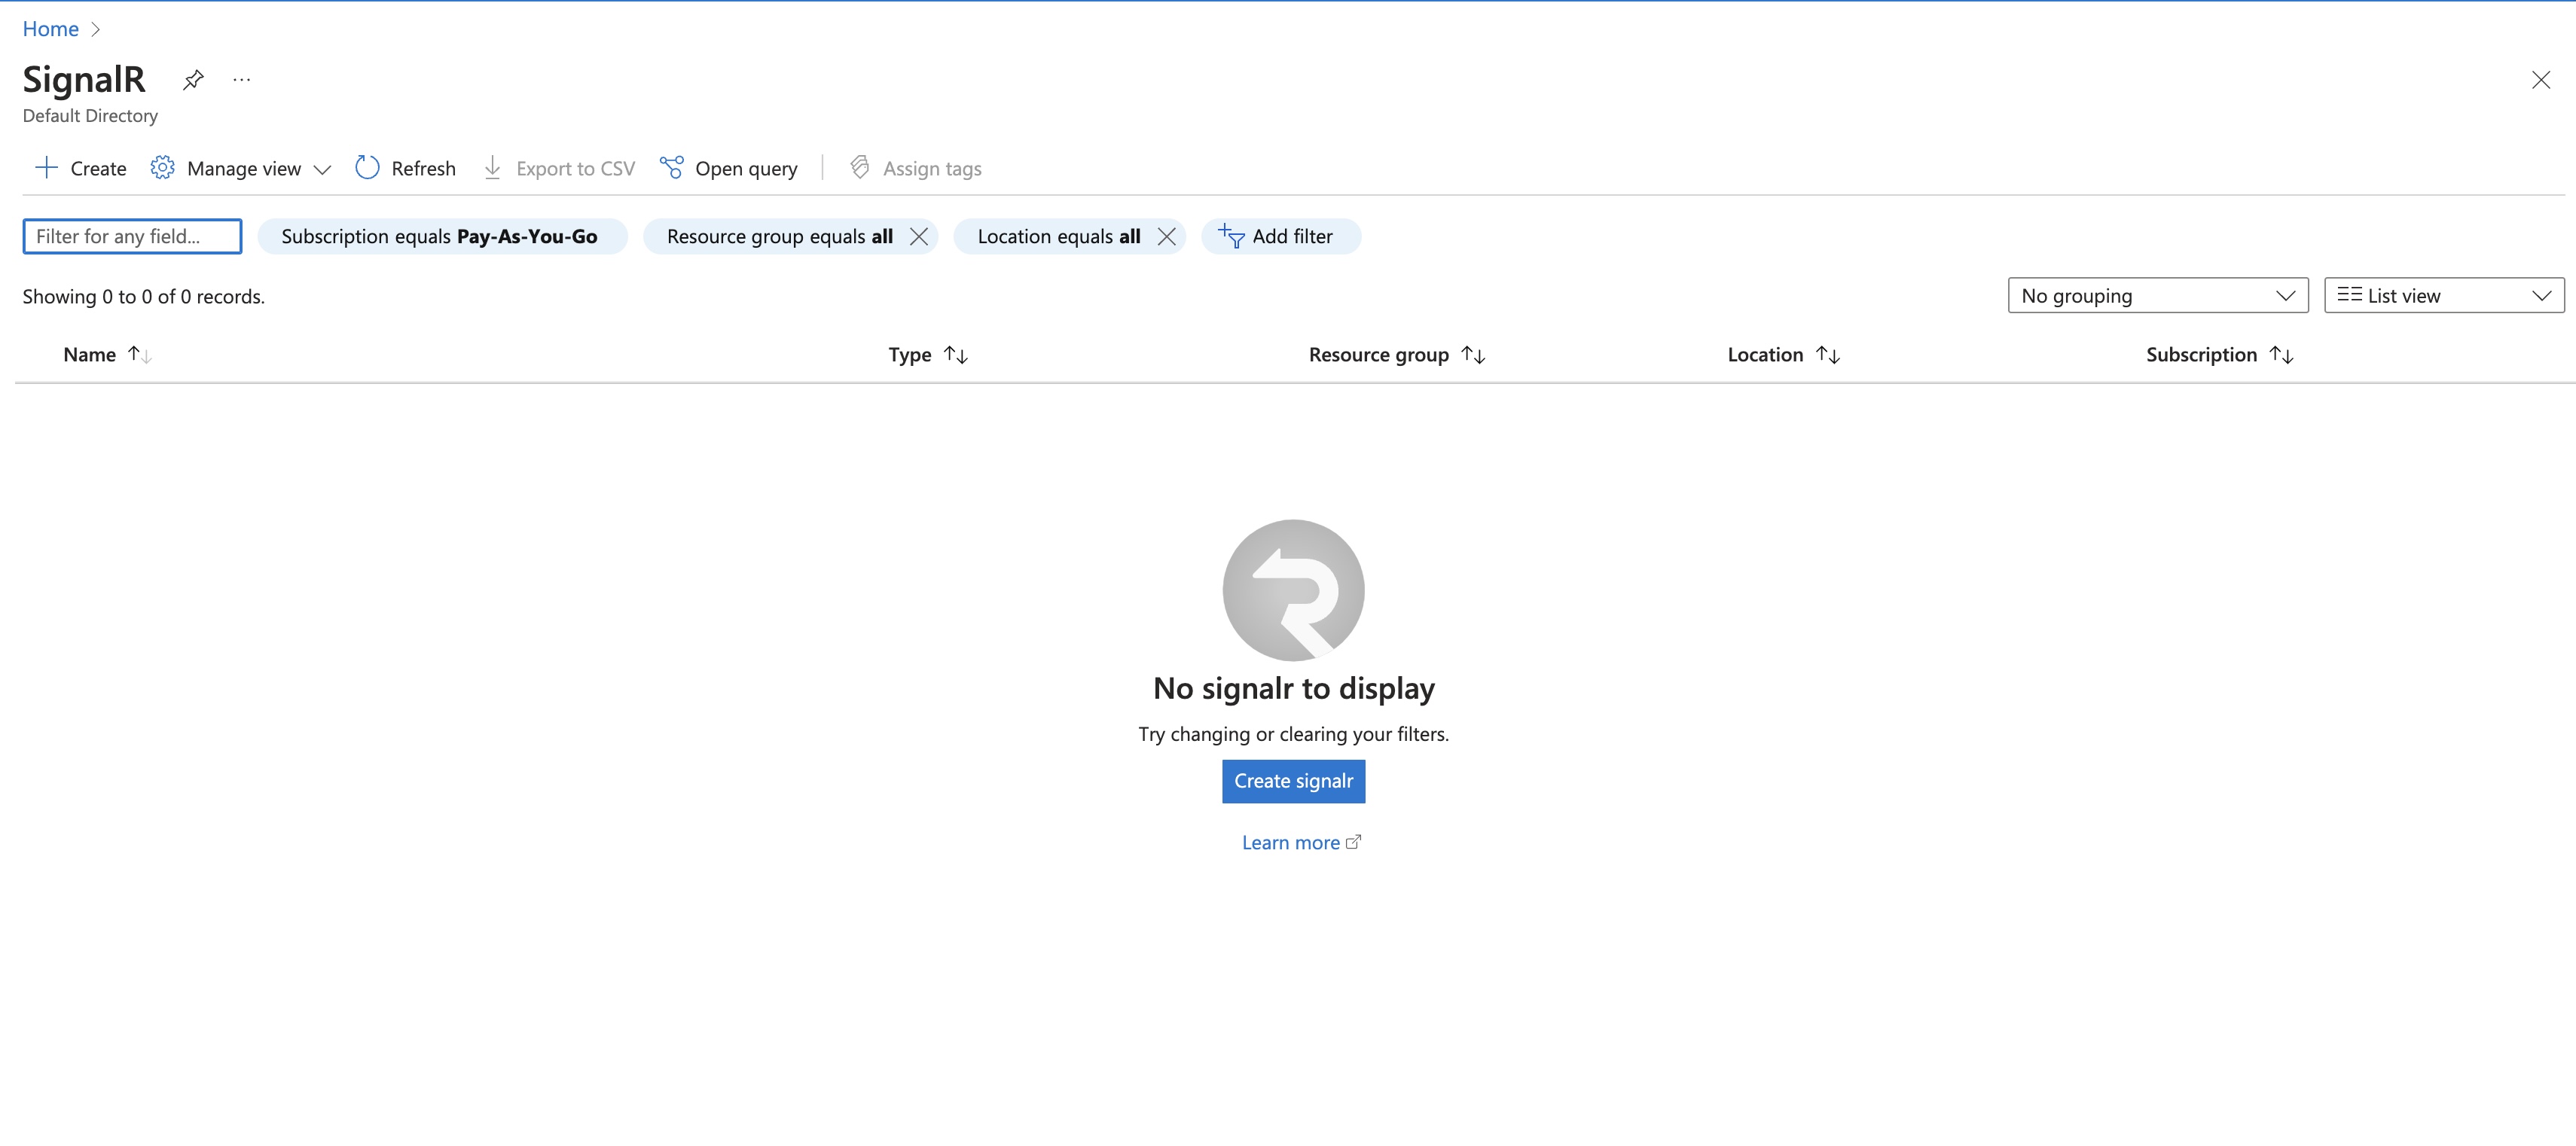 Home
SignalR
Default Directory
Create Manage view Refresh Export to CSV Open query Assign tags
Filter for any field... Subscription equals Pay-As-You-Go Resource group equals all Location equals all Add filter
Showing 0 to 0 of 0 records. No grouping List view
Name Type Resource group Location Subscription
No signalr to display
Try changing or clearing your filters.
Create signalr
Learn more